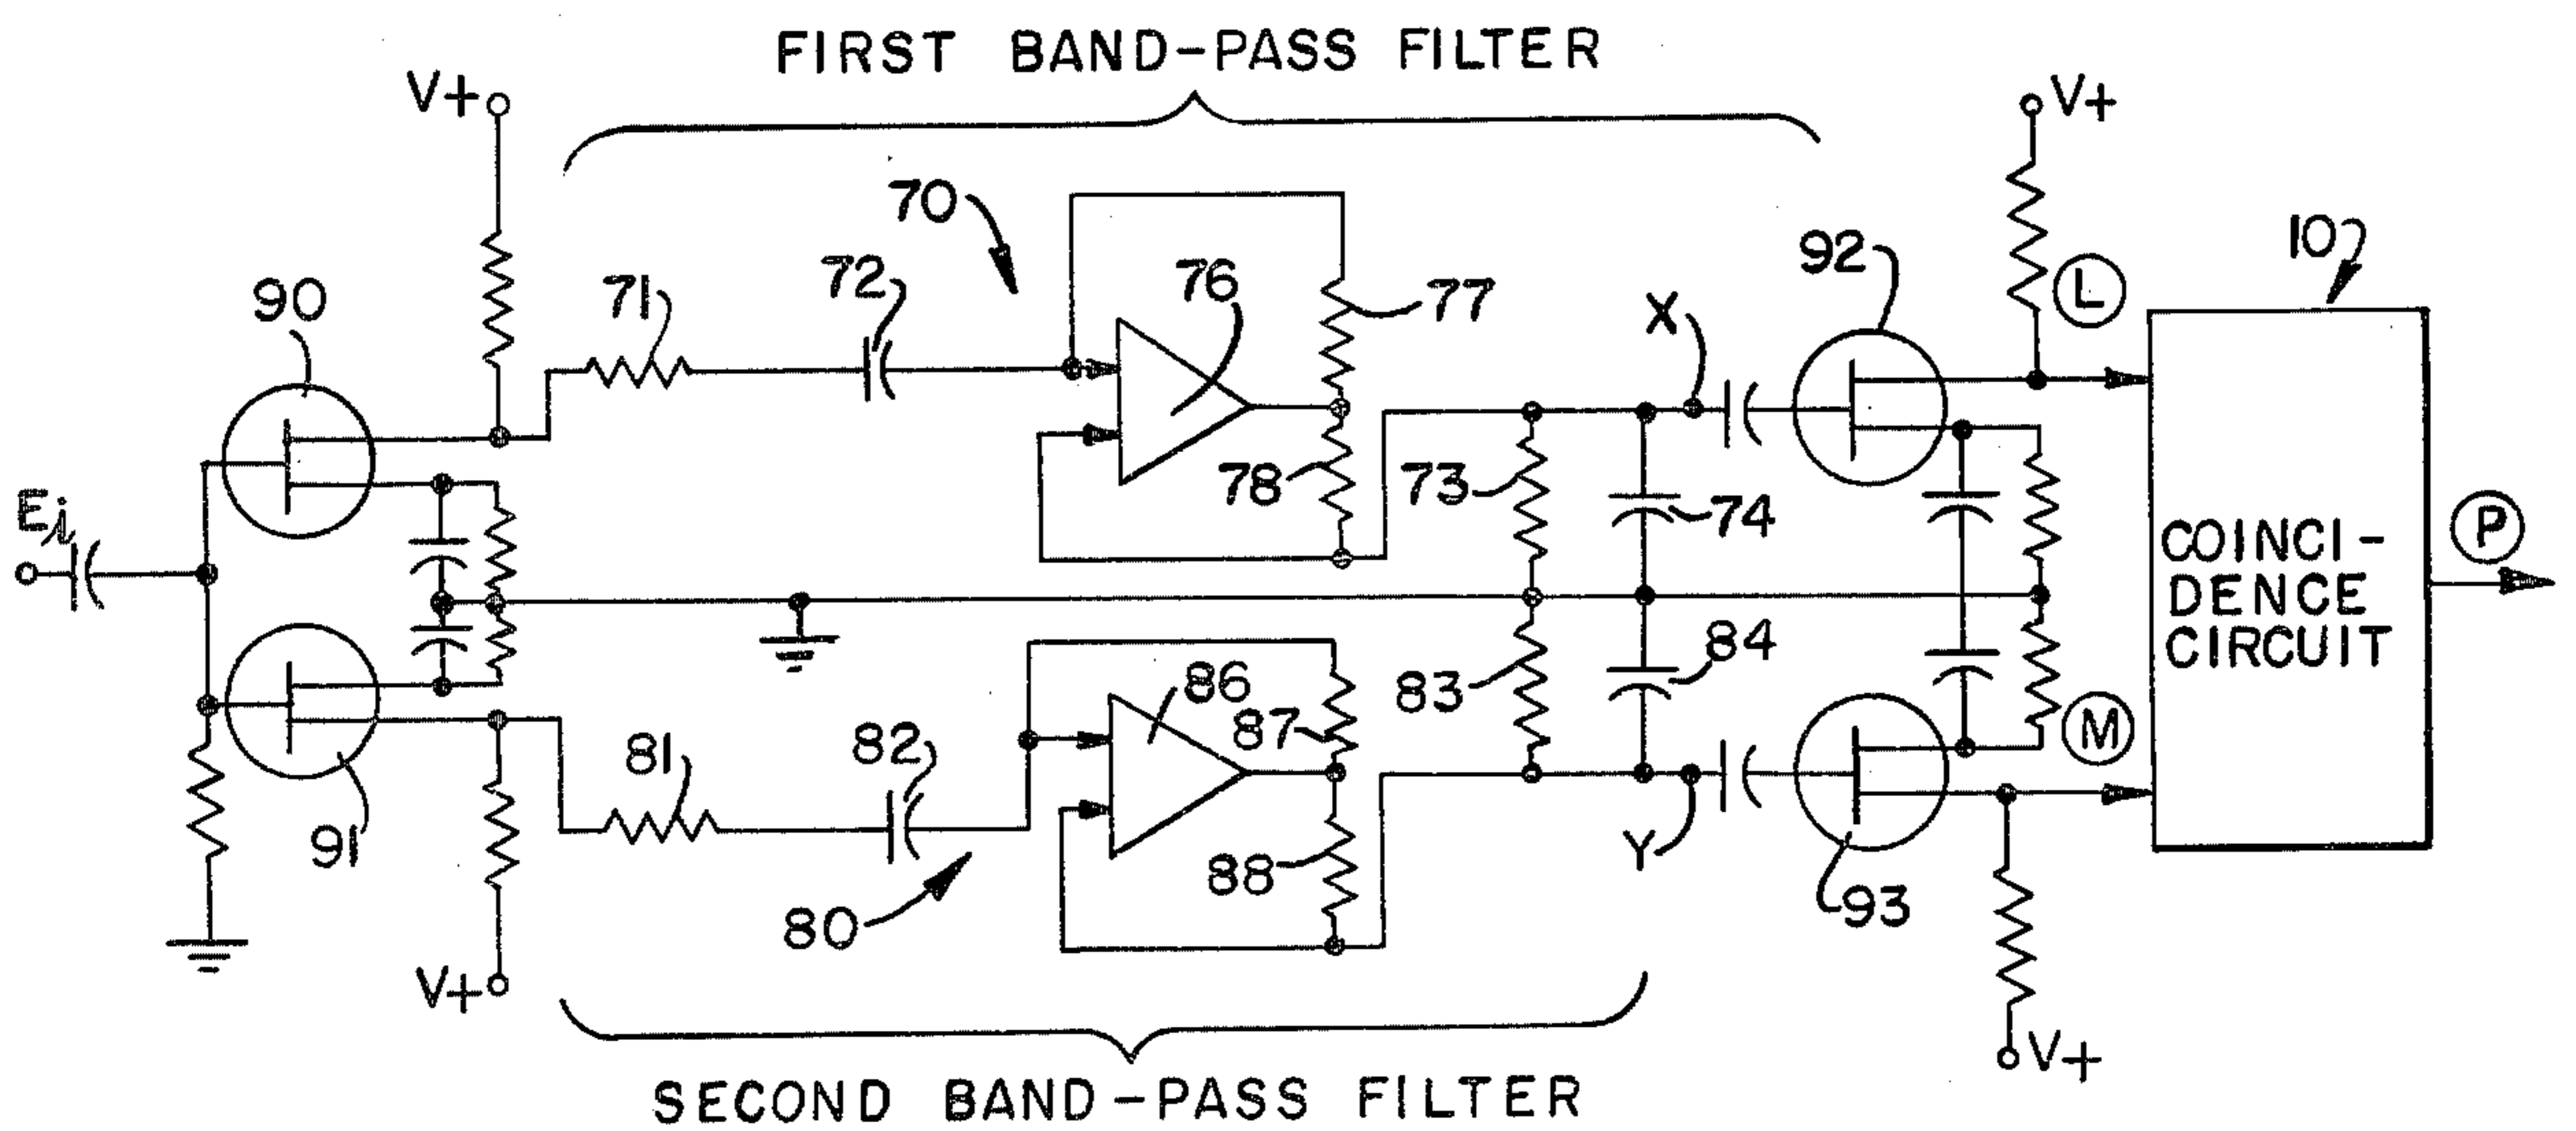 FIRST BAND-PASS FILTER
V+
V+
70
10
90
71
72
76
77
X
92
L
Ei
78
73
74
P
COINCI-
DENCE
CIRCUIT
86
84
83
87
M
81
82
91
88
Y
80
93
V+
V+
SECOND BAND-PASS FILTER